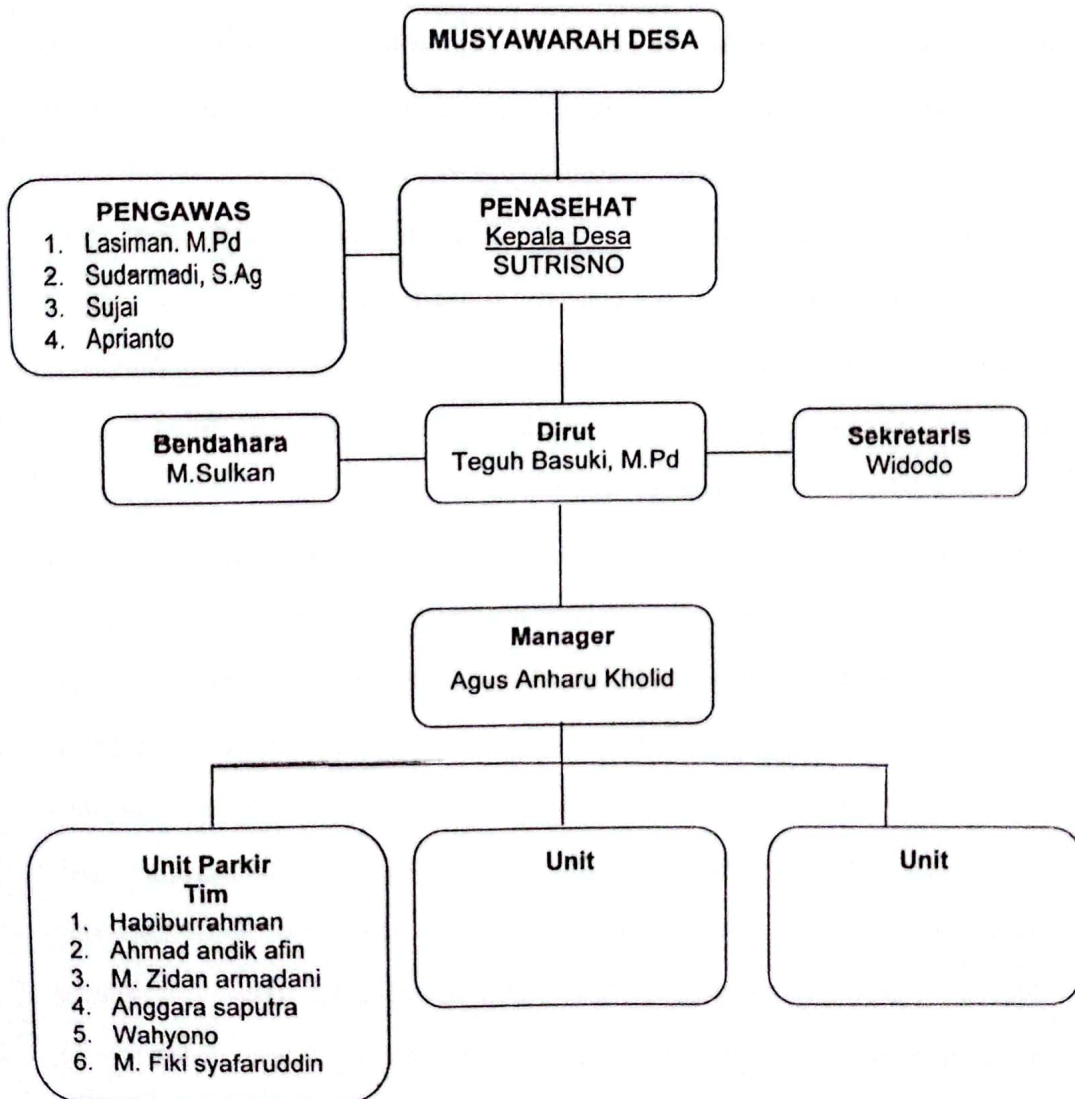 MUSYAWARAH DESA
PENGAWAS
1. Lasiman. M.Pd
2. Sudarmadi, S.Ag
3. Sujai
4. Aprianto
PENASEHAT
Kepala Desa
SUTRISNO
Bendahara
M.Sulkan
Dirut
Teguh Basuki, M.Pd
Sekretaris
Widodo
Manager
Agus Anharu Kholid
Unit Parkir
Tim
1. Habiburrahman
2. Ahmad andik afin
3. M. Zidan armadani
4. Anggara saputra
5. Wahyono
6. M. Fiki syafaruddin
Unit
Unit